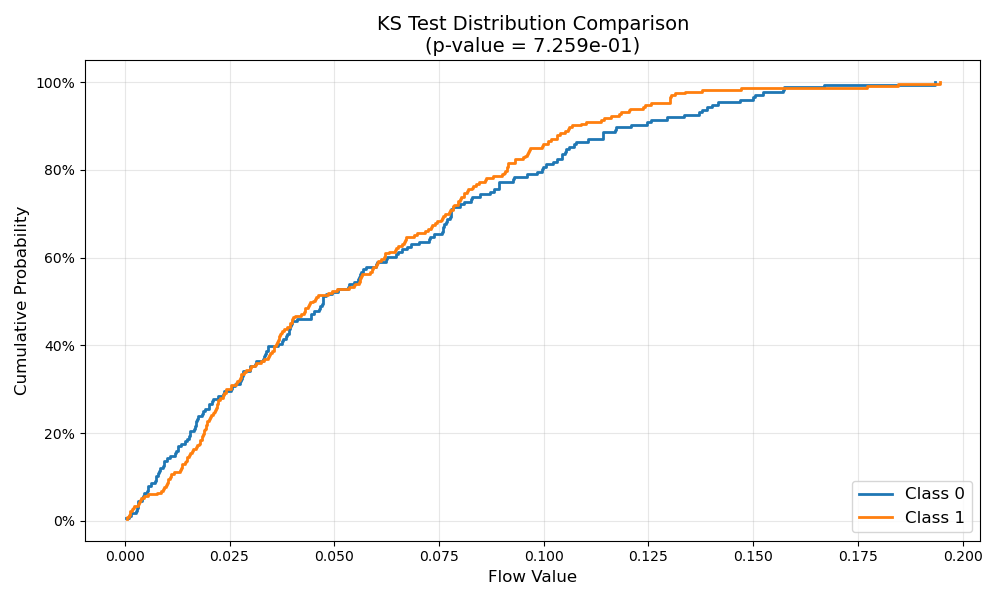 KS Test Distribution Comparison
(p-value = 7.259e-01)
Cumulative Probability
100%
80%
60%
40%
20%
0%
Class 0
Class 1
0.000 0.025 0.050 0.075 0.100 0.125 0.150 0.175 0.200
Flow Value